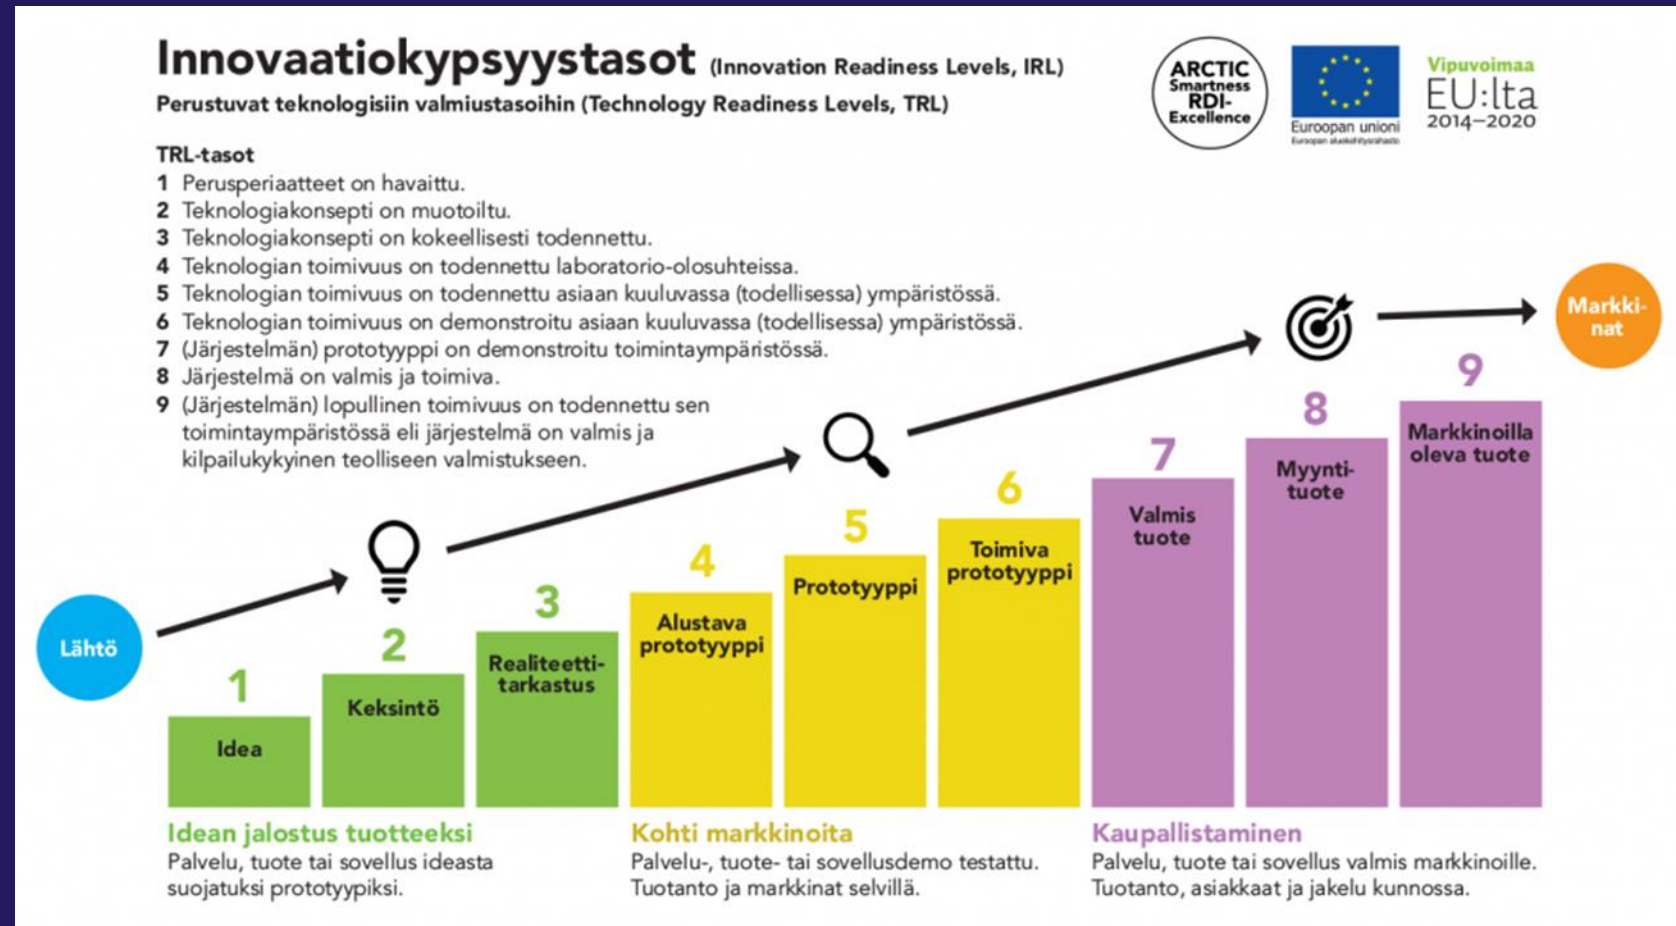 Innovaatiokypsyystasot (Innovation Readiness Levels, IRL)
Perustuvat teknologisiin valmiustasoihin (Technology Readiness Levels, TRL)
ARCTIC
Smartness
RDI-
Excellence
Euroopan unioni
Euroopan aluekehitysrahasto
Vipuvoimaa
EU:lta
2014–2020
TRL-tasot
1 Perusperiaatteet on havaittu.
2 Teknologiakonsepti on muotoiltu.
3 Teknologiakonsepti on kokeellisesti todennettu.
4 Teknologian toimivuus on todennettu laboratorio-olosuhteissa.
5 Teknologian toimivuus on todennettu asiaan kuuluvassa (todellisessa) ympäristössä.
6 Teknologian toimivuus on demonstroitu asiaan kuuluvassa (todellisessa) ympäristössä.
7 (Järjestelmän) prototyyppi on demonstroitu toimintaympäristössä.
8 Järjestelmä on valmis ja toimiva.
9 (Järjestelmän) lopullinen toimivuus on todennettu sen
toimintaympäristössä eli järjestelmä on valmis ja
kilpailukykyinen teolliseen valmistukseen.
Lähtö
1
Idea
2
Keksintö
3
Realiteetti-
tarkastus
4
Alustava
prototyyppi
5
Prototyyppi
6
Toimiva
prototyyppi
7
Valmis
tuote
8
Myynti-
tuote
9
Markkinoilla
oleva tuote
Markki-
nat
Idean jalostus tuotteeksi
Palvelu, tuote tai sovellus ideasta
suojatuksi prototyypiksi.
Kohti markkinoita
Palvelu-, tuote- tai sovellusdemo testattu.
Tuotanto ja markkinat selvillä.
Kaupallistaminen
Palvelu, tuote tai sovellus valmis markkinoille.
Tuotanto, asiakkaat ja jakelu kunnossa.